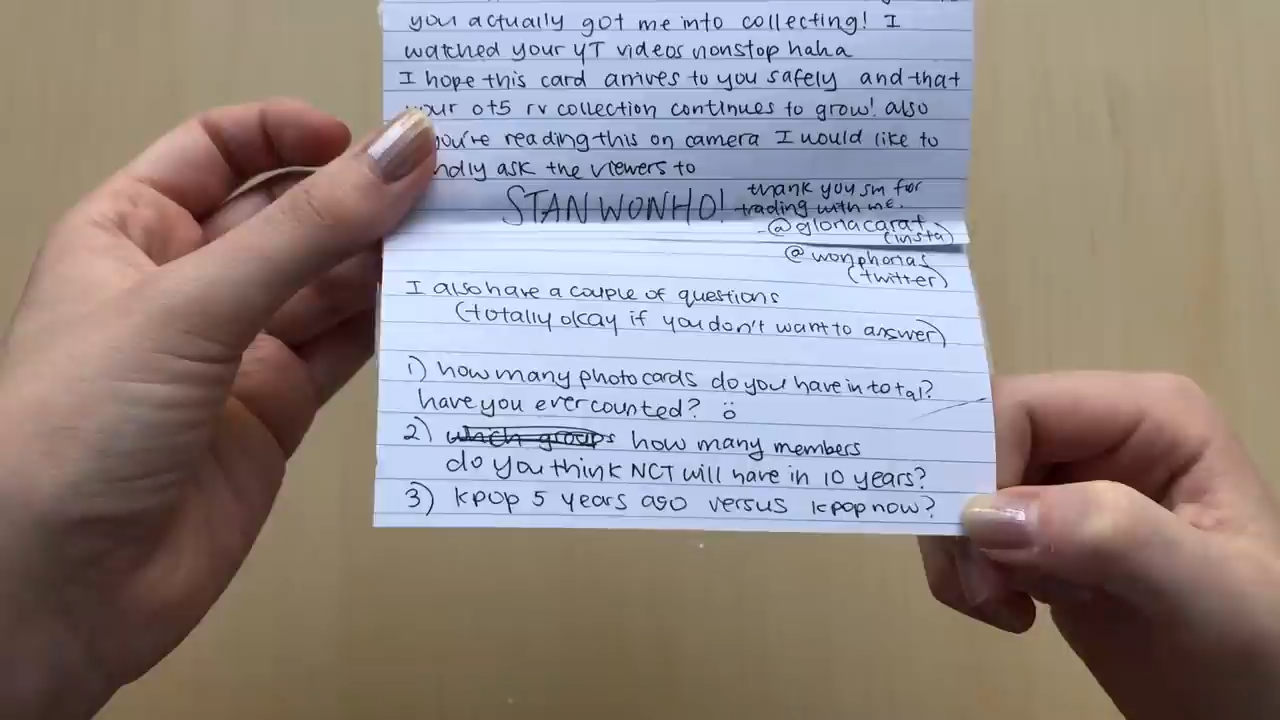 you actually got me into collecting! I
watched your YT videos nonstop haha
I hope this card arrives to you safely and that
your ot5 rv collection continues to grow! also
you're reading this on camera I would like to
ndly ask the viewers to
STAN WONHO! thank you sm for
trading with me.
-@gloriacarat
(insta)
@wonphorias
(twitter)
I also have a couple of questions
(totally okay if you don't want to answer)
1) how many photocards do you have in total?
have you ever counted? ö
2) which groups how many members
do you think NCT will have in 10 years?
3) kpop 5 years ago versus kpop now?